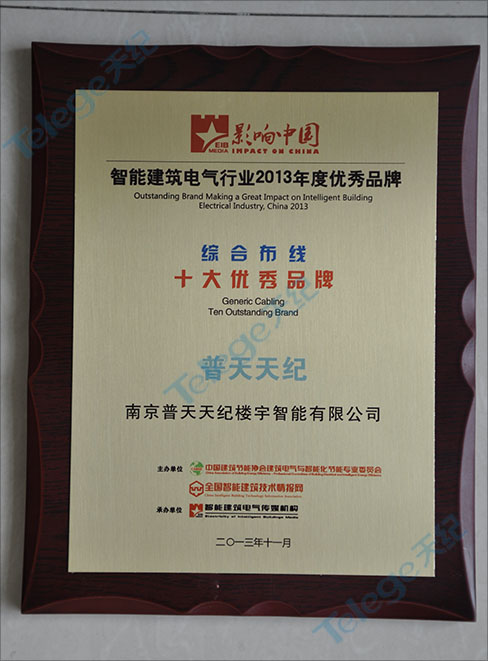 Telege天纪
EIB
MEDIA
影响中国
IMPACT ON CHINA
智能建筑电气行业2013年度优秀品牌
Outstanding Brand Making a Great Impact on Intelligent Building
Electrical Industry, China 2013
综合布线
十大优秀品牌
Generic Cabling
Ten Outstanding Brand
Telege天纪
普天天纪
南京普天天纪楼宇智能有限公司
主办单位
中国建筑节能协会建筑电气与智能化节能专业委员会
全国智能建筑技术情报网
China Intelligent Building Technology Information Association
承办单位
智能建筑电气传媒机构
二〇一三年十一月
Telege天纪